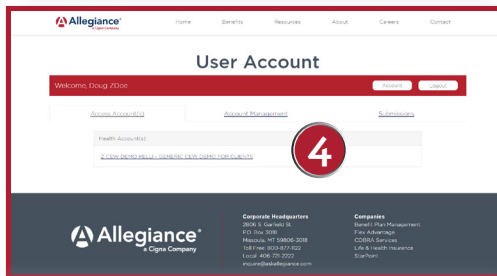 Allegiance®
a Cigna Company
Home Benefits Resources About Careers Contact
User Account
Welcome, Doug ZDoe
Account Logout
Access Account(s) Account Management Submissions
Health Account(s)
Z CEW DEMO KELLI - GENERIC CEW DEMO FOR CLIENTS
4
Allegiance®
a Cigna Company
Corporate Headquarters
2806 S. Garfield St.
P.O. Box 3018
Missoula, MT 59806-3018
Toll Free: 800-877-1122
Local: 406-721-2222
inquire@askallegiance.com
Companies
Benefit Plan Management
Flex Advantage
COBRA Services
Life & Health Insurance
StarPoint